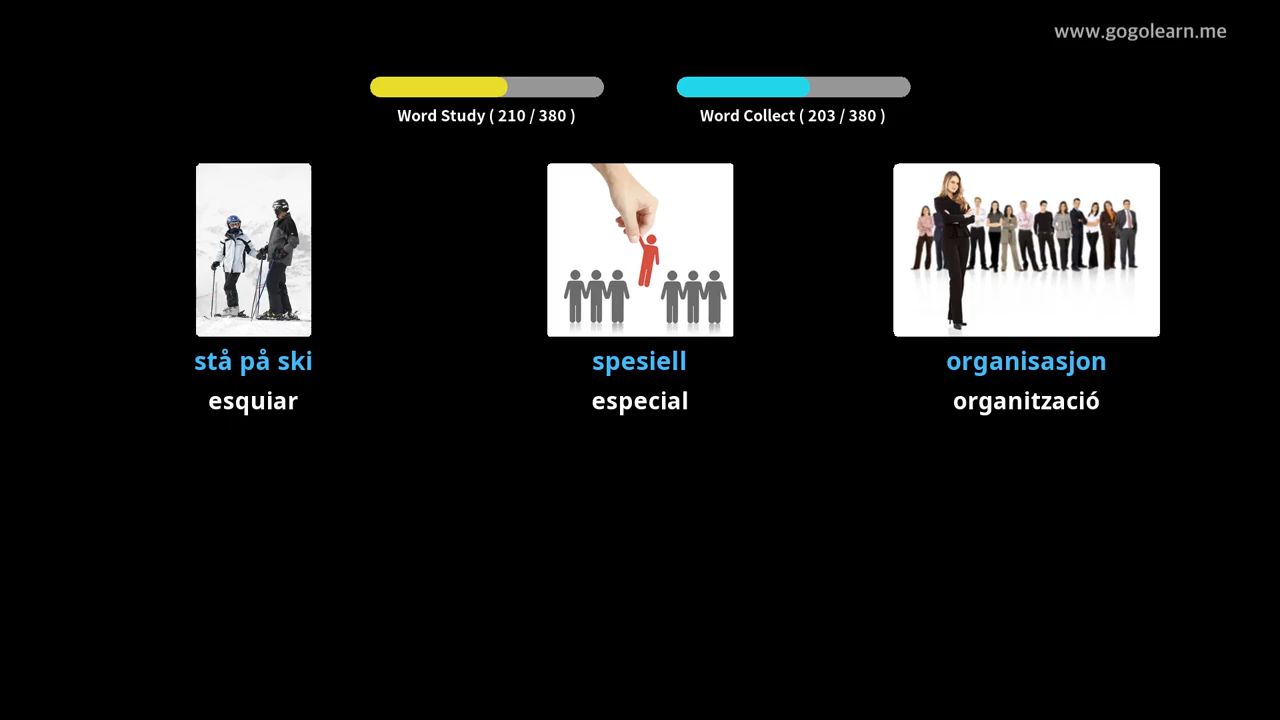 www.gogolearn.me
Word Study ( 210 / 380 )
Word Collect ( 203 / 380 )
stå på ski
esquiar
spesiell
especial
organisasjon
organització